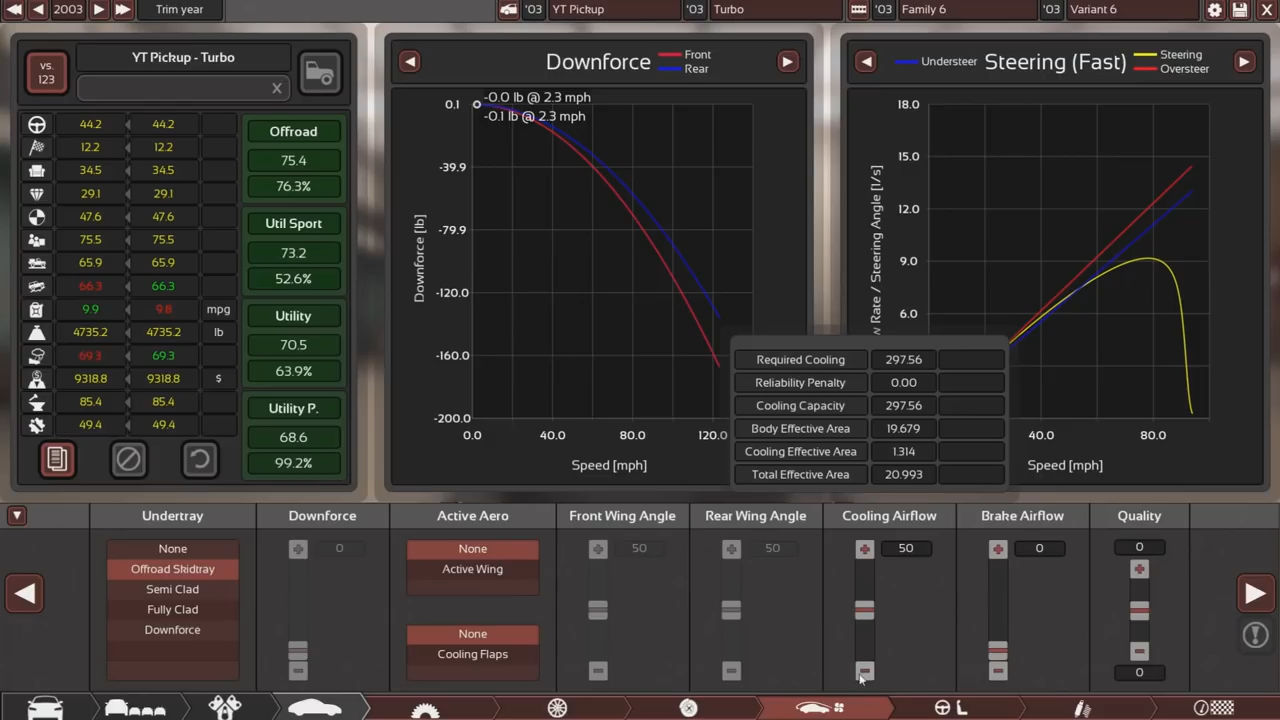 2003
Trim year
'03
YT Pickup
'03
Turbo
'03
Family 6
'03
Variant 6
vs.
123
YT Pickup - Turbo
X
44.2 44.2
12.2 12.2
34.5 34.5
29.1 29.1
47.6 47.6
75.5 75.5
65.9 65.9
66.3 66.3
9.9 9.8 mpg
4735.2 4735.2 lb
69.3 69.3
9318.8 9318.8 $
85.4 85.4
49.4 49.4
Offroad
75.4
76.3%
Util Sport
73.2
52.6%
Utility
70.5
63.9%
Utility P.
68.6
99.2%
Downforce
Front
Rear
-0.0 lb @ 2.3 mph
-0.1 lb @ 2.3 mph
0.1
-39.9
-79.9
-120.0
-160.0
-200.0
Downforce [lb]
0.0 40.0 80.0 120.0
Speed [mph]
Understeer
Steering (Fast)
Steering
Oversteer
18.0
15.0
12.0
9.0
6.0
w Rate / Steering Angle [1/s]
40.0 80.0
Speed [mph]
Required Cooling 297.56
Reliability Penalty 0.00
Cooling Capacity 297.56
Body Effective Area 19.679
Cooling Effective Area 1.314
Total Effective Area 20.993
Undertray
None
Offroad Skidtray
Semi Clad
Fully Clad
Downforce
Downforce
0
Active Aero
None
Active Wing
None
Cooling Flaps
Front Wing Angle
50
Rear Wing Angle
50
Cooling Airflow
50
Brake Airflow
0
Quality
0
0